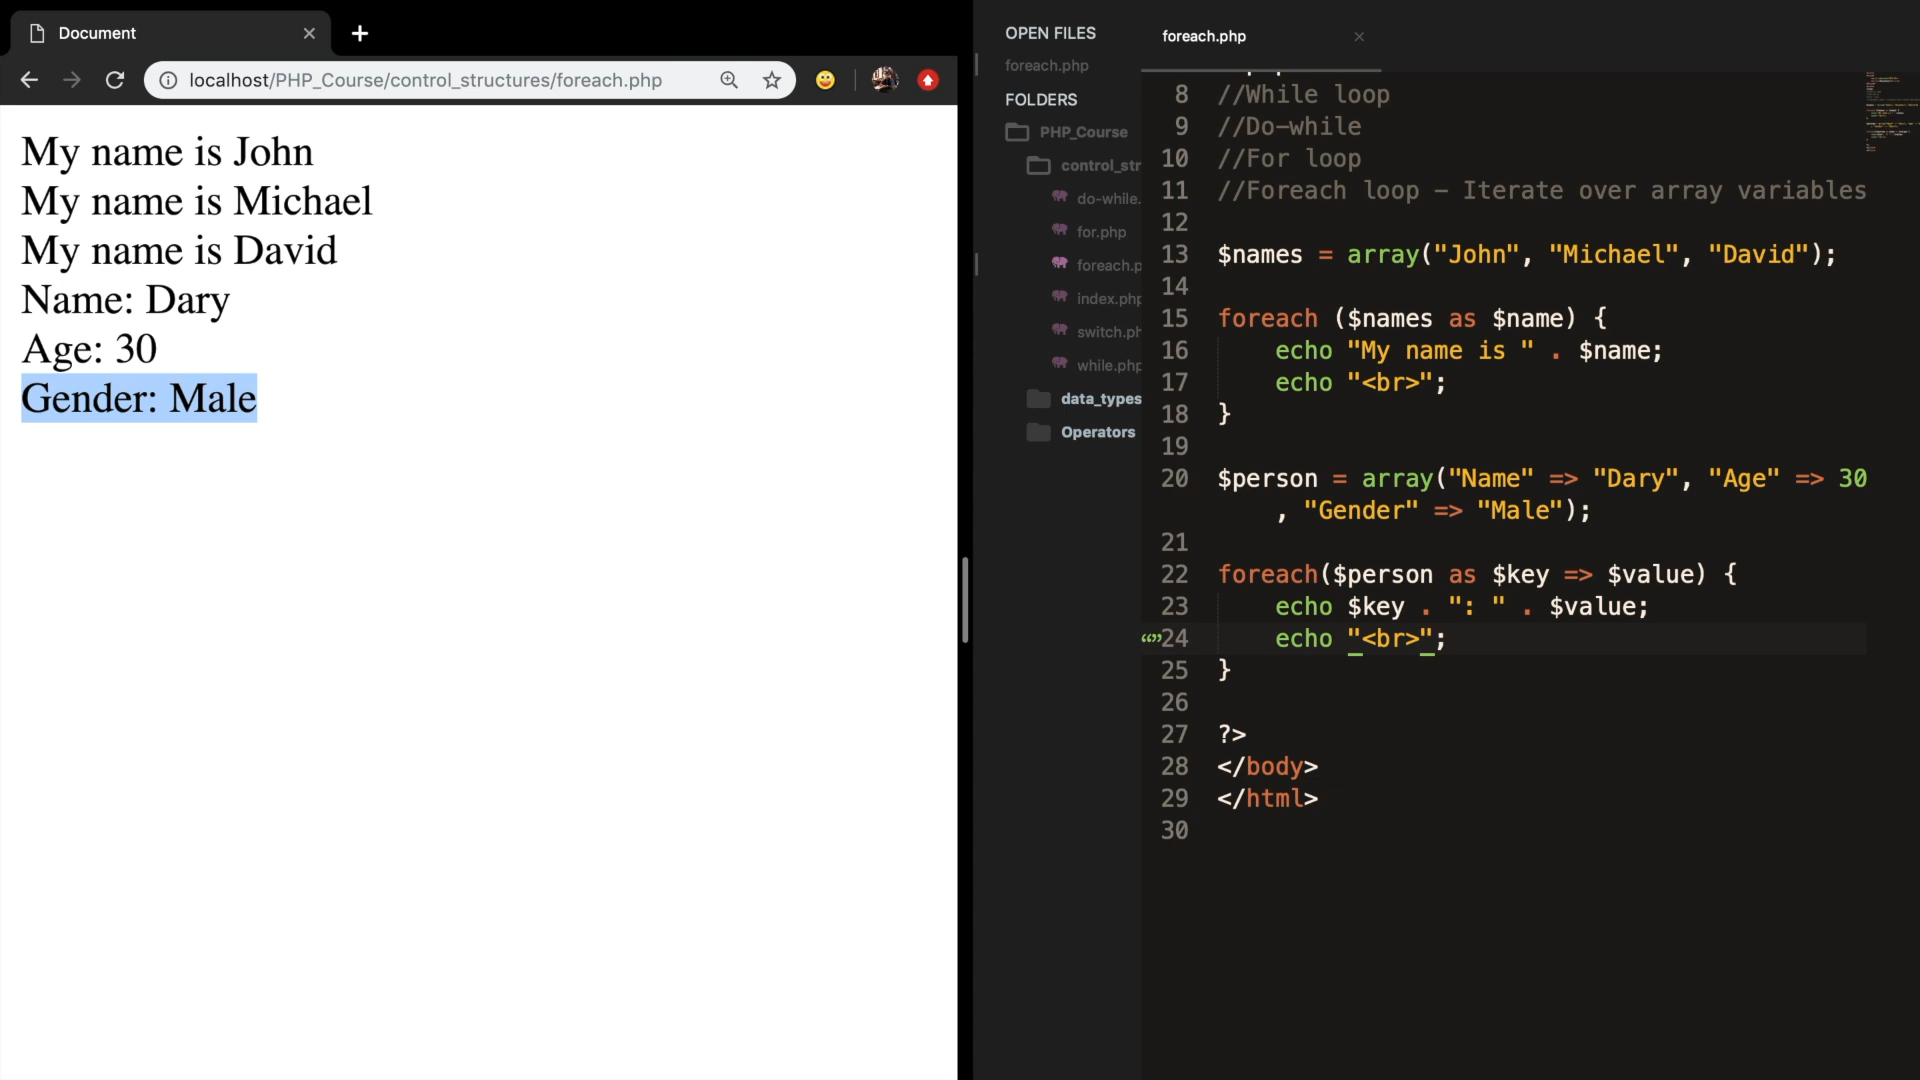 Document
localhost/PHP_Course/control_structures/foreach.php
My name is John
My name is Michael
My name is David
Name: Dary
Age: 30
Gender: Male
OPEN FILES
foreach.php
FOLDERS
PHP_Course
control_str
do-while.
for.php
foreach.p
index.php
switch.ph
while.php
data_types
Operators
foreach.php
8 //While loop
9 //Do-while
10 //For loop
11 //Foreach loop - Iterate over array variables
12
13 $names = array("John", "Michael", "David");
14
15 foreach ($names as $name) {
16 echo "My name is " . $name;
17 echo "<br>";
18 }
19
20 $person = array("Name" => "Dary", "Age" => 30
, "Gender" => "Male");
21
22 foreach($person as $key => $value) {
23 echo $key . ": " . $value;
24 echo "<br>";
25 }
26
27 ?>
28 </body>
29 </html>
30